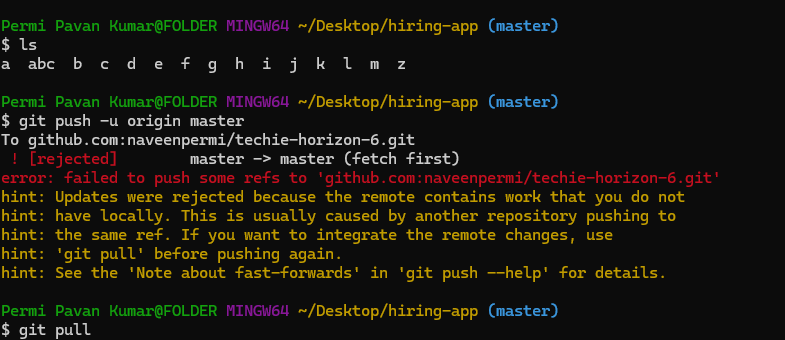 Permi Pavan Kumar@FOLDER MINGW64 ~/Desktop/hiring-app (master)
$ ls
a  abc  b  c  d  e  f  g  h  i  j  k  l  m  z
Permi Pavan Kumar@FOLDER MINGW64 ~/Desktop/hiring-app (master)
$ git push -u origin master
To github.com:naveenpermi/techie-horizon-6.git
 ! [rejected]        master -> master (fetch first)
error: failed to push some refs to 'github.com:naveenpermi/techie-horizon-6.git'
hint: Updates were rejected because the remote contains work that you do not
hint: have locally. This is usually caused by another repository pushing to
hint: the same ref. If you want to integrate the remote changes, use
hint: 'git pull' before pushing again.
hint: See the 'Note about fast-forwards' in 'git push --help' for details.
Permi Pavan Kumar@FOLDER MINGW64 ~/Desktop/hiring-app (master)
$ git pull